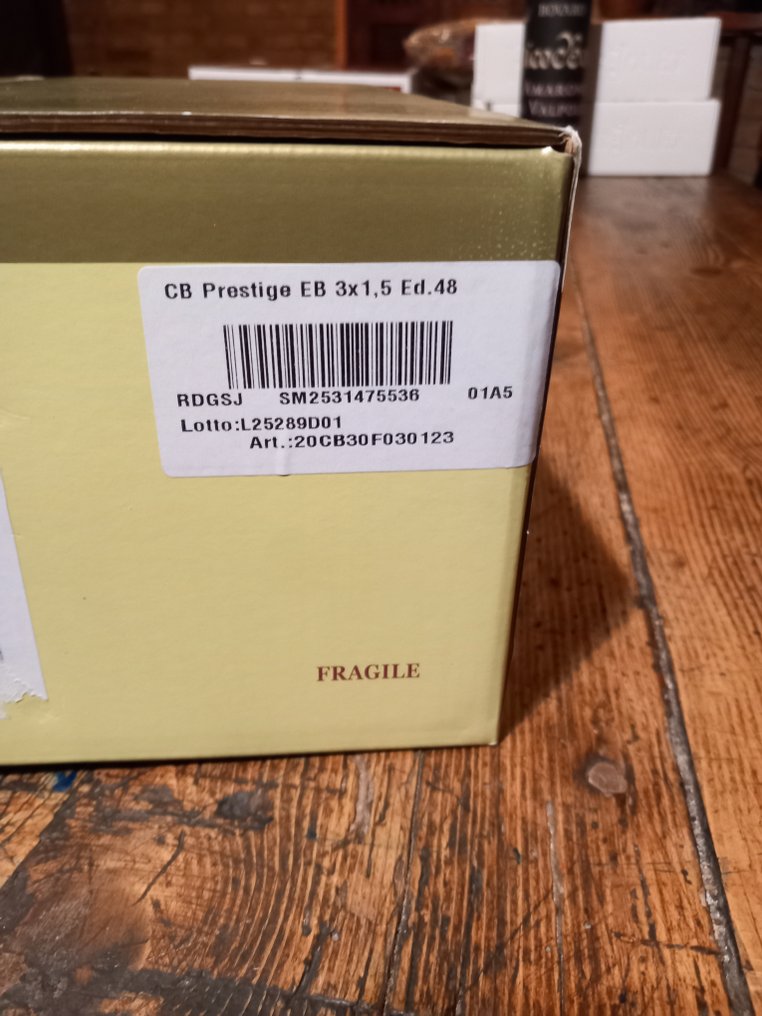 CB Prestige EB 3x1,5 Ed.48
RDGSJ SM2531475536 01A5
Lotto:L25289D01
Art.:20CB30F030123
FRAGILE